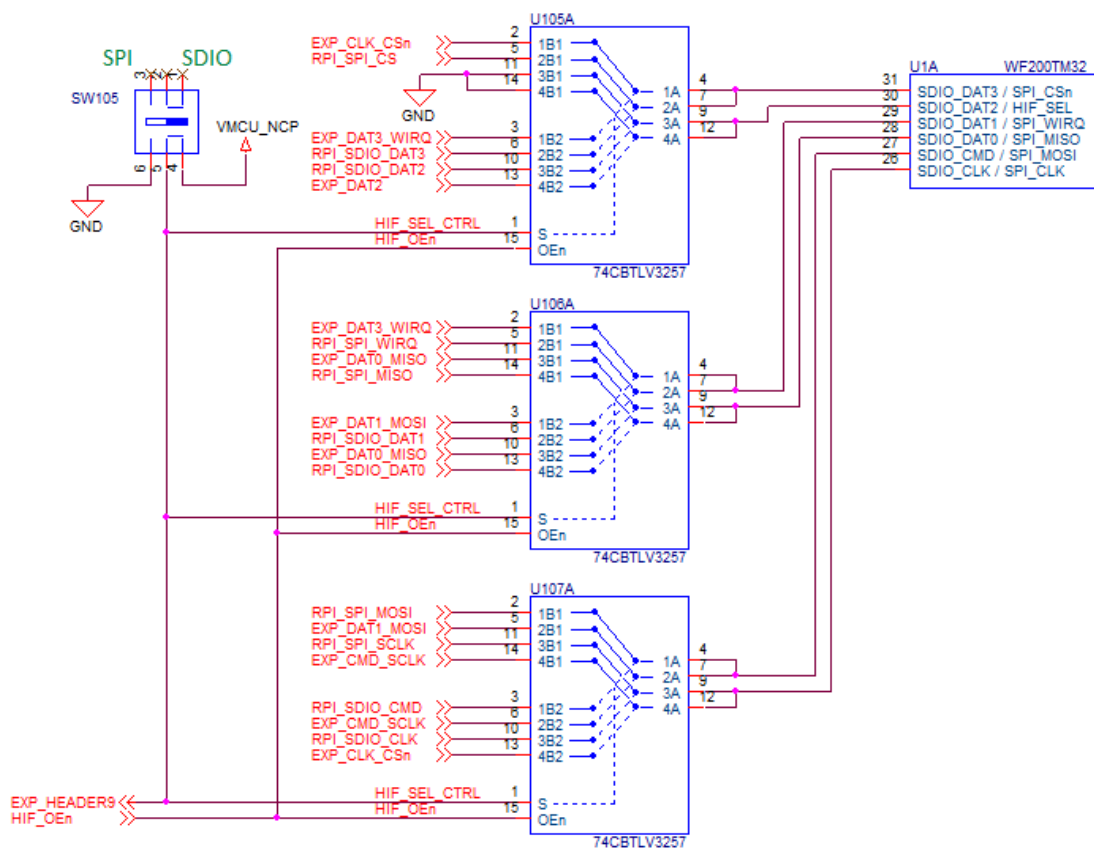 SPI SDIO
3 2 1
SW105
VMCU_NCP
6 5 4
GND
U105A
EXP_CLK_CSn 2 1B1
RPI_SPI_CS 5 2B1
11 3B1
14 4B1
GND
1A 4
2A 7
3A 9
4A 12
EXP_DAT3_WIRQ 3 1B2
RPI_SDIO_DAT3 6 2B2
RPI_SDIO_DAT2 10 3B2
EXP_DAT2 13 4B2
HIF_SEL_CTRL 1 S
HIF_OEn 15 OEn
74CBTLV3257
U1A WF200TM32
31 SDIO_DAT3 / SPI_CSn
30 SDIO_DAT2 / HIF_SEL
29 SDIO_DAT1 / SPI_WIRQ
28 SDIO_DAT0 / SPI_MISO
27 SDIO_CMD / SPI_MOSI
26 SDIO_CLK / SPI_CLK
U106A
EXP_DAT3_WIRQ 2 1B1
RPI_SPI_WIRQ 5 2B1
EXP_DAT0_MISO 11 3B1
RPI_SPI_MISO 14 4B1
1A 4
2A 7
3A 9
4A 12
EXP_DAT1_MOSI 3 1B2
RPI_SDIO_DAT1 6 2B2
EXP_DAT0_MISO 10 3B2
RPI_SDIO_DAT0 13 4B2
HIF_SEL_CTRL 1 S
HIF_OEn 15 OEn
74CBTLV3257
U107A
RPI_SPI_MOSI 2 1B1
EXP_DAT1_MOSI 5 2B1
RPI_SPI_SCLK 11 3B1
EXP_CMD_SCLK 14 4B1
1A 4
2A 7
3A 9
4A 12
RPI_SDIO_CMD 3 1B2
EXP_CMD_SCLK 6 2B2
RPI_SDIO_CLK 10 3B2
EXP_CLK_CSn 13 4B2
EXP_HEADER9 HIF_SEL_CTRL 1 S
HIF_OEn HIF_OEn 15 OEn
74CBTLV3257